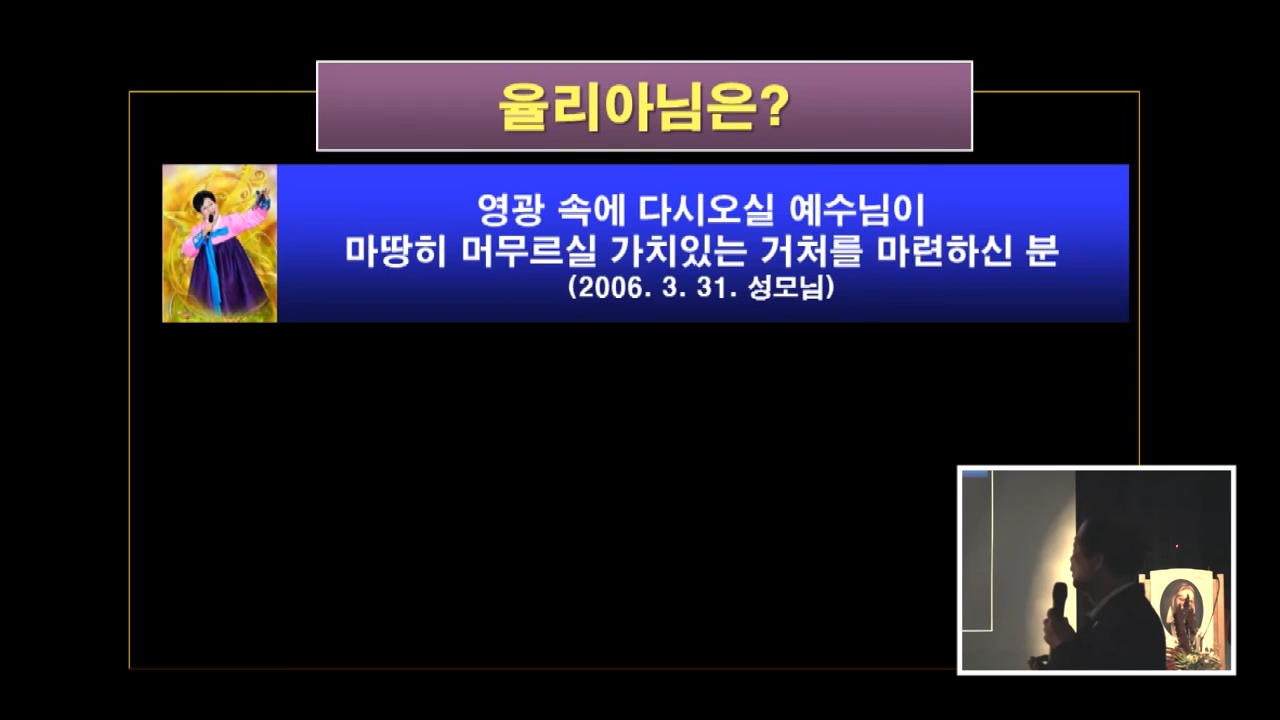 율리아님은?
영광 속에 다시오실 예수님이
마땅히 머무르실 가치있는 거처를 마련하신 분
(2006. 3. 31. 성모님)